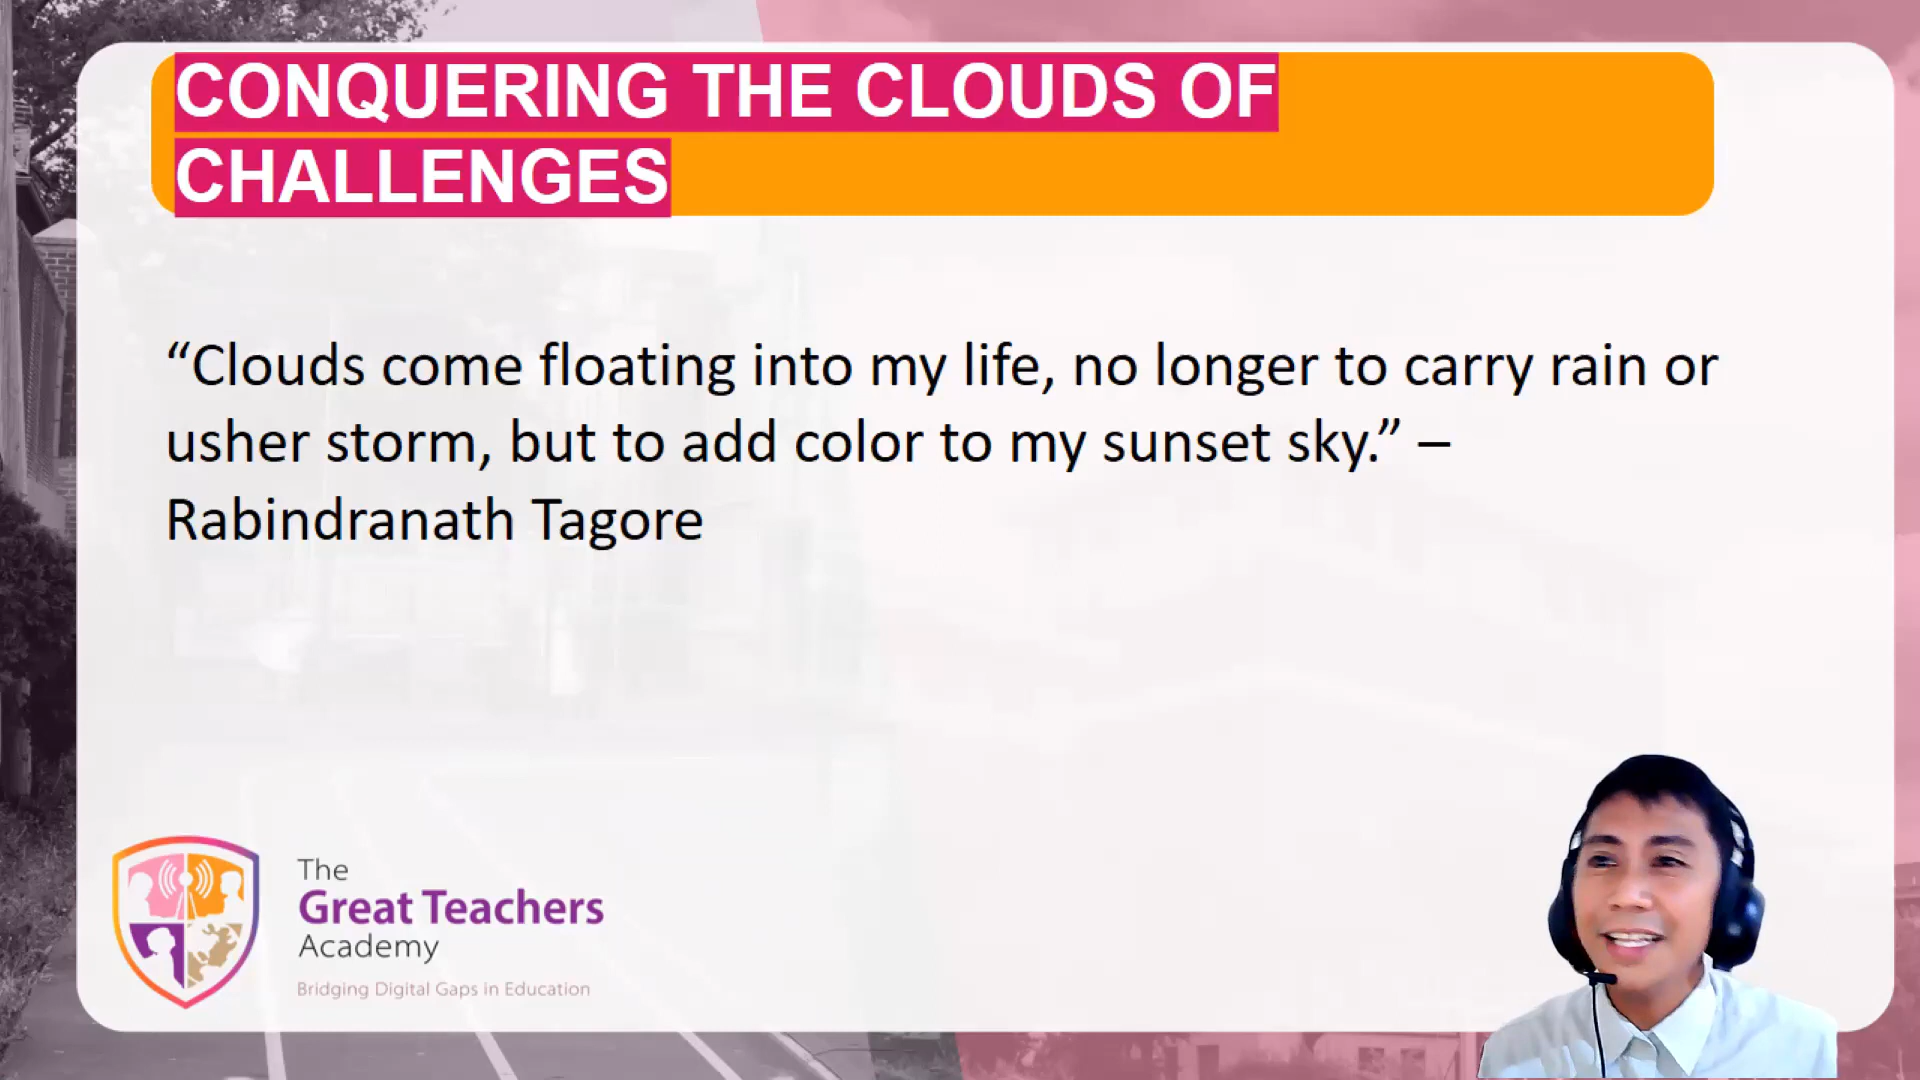 CONQUERING THE CLOUDS OF
CHALLENGES
“Clouds come floating into my life, no longer to carry rain or
usher storm, but to add color to my sunset sky.” –
Rabindranath Tagore
The
Great Teachers
Academy
Bridging Digital Gaps in Education